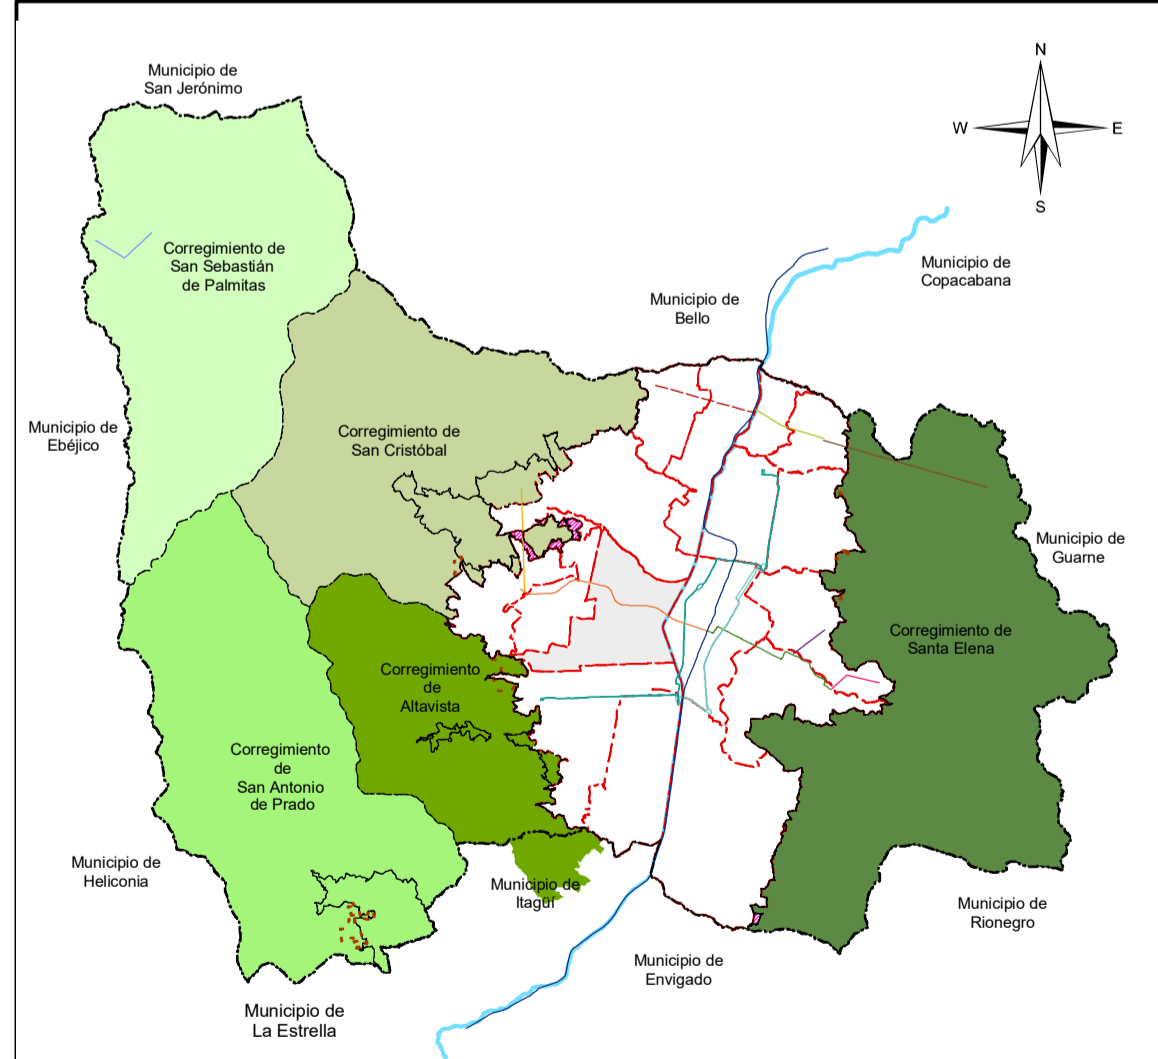 N
W
E
S
Municipio de
San Jerónimo
Corregimiento de
San Sebastián
de Palmitas
Municipio de
Copacabana
Municipio de
Bello
Municipio de
Ebéjico
Corregimiento de
San Cristóbal
Municipio de
Guarne
Corregimiento de
Santa Elena
Corregimiento
de
Altavista
Corregimiento
de
San Antonio
de Prado
Municipio de
Heliconia
Municipio de
Itagüí
Municipio de
Rionegro
Municipio de
Envigado
Municipio de
La Estrella